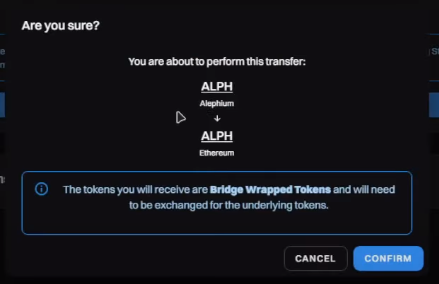 Are you sure?
You are about to perform this transfer:
ALPH
Alephium
↓
ALPH
Ethereum
The tokens you will receive are Bridge Wrapped Tokens and will need
to be exchanged for the underlying tokens.
CANCEL
CONFIRM